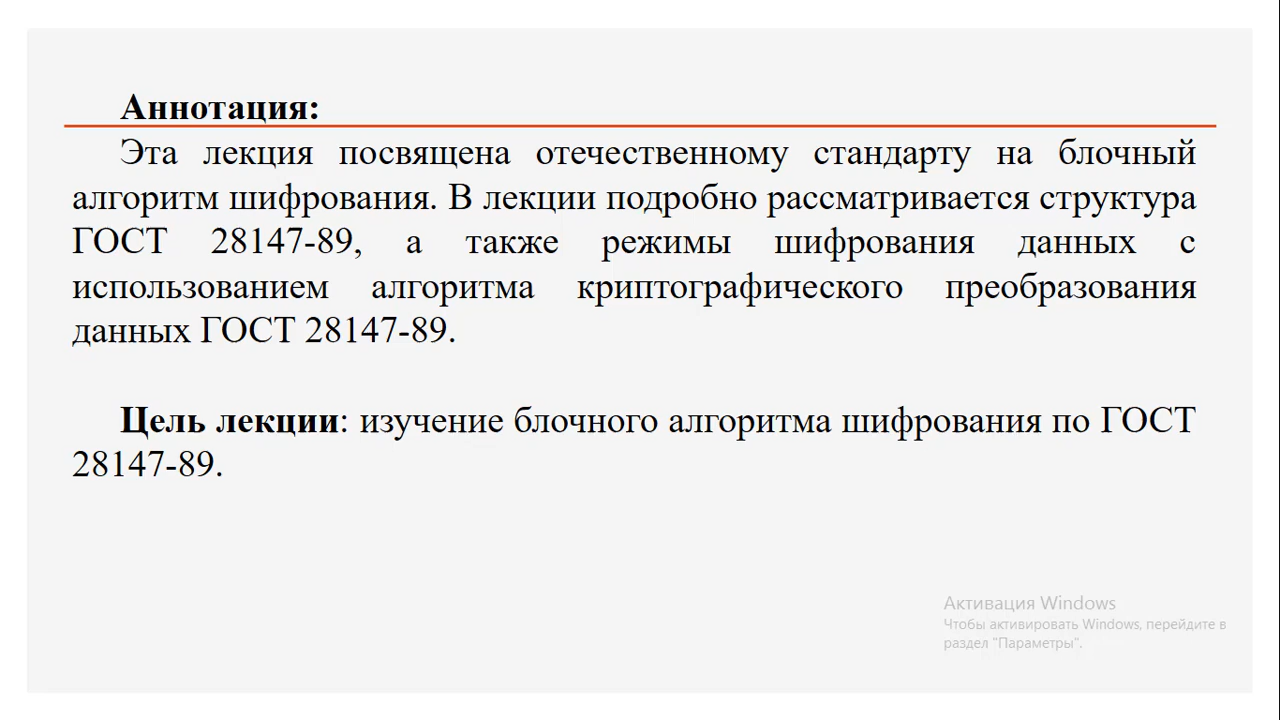 Аннотация:
Эта лекция посвящена отечественному стандарту на блочный
алгоритм шифрования. В лекции подробно рассматривается структура
ГОСТ 28147-89, а также режимы шифрования данных с
использованием алгоритма криптографического преобразования
данных ГОСТ 28147-89.
Цель лекции: изучение блочного алгоритма шифрования по ГОСТ
28147-89.
Активация Windows
Чтобы активировать Windows, перейдите в
раздел "Параметры".